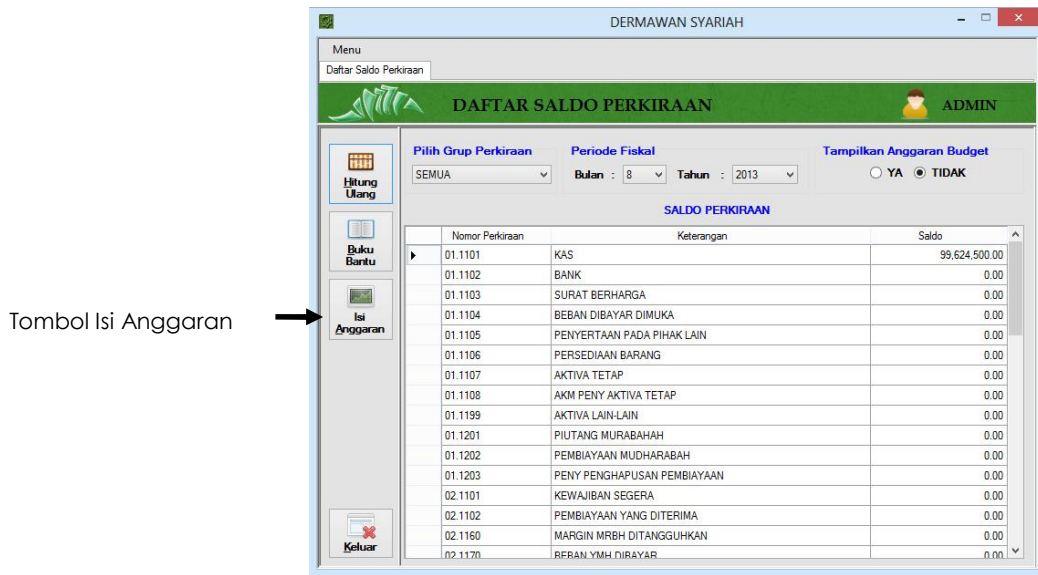 DERMAWAN SYARIAH
Menu
Daftar Saldo Perkiraan
DAFTAR SALDO PERKIRAAN
ADMIN
Hitung
Ulang
Buku
Bantu
Isi
Anggaran
Keluar
Tombol Isi Anggaran
Pilih Grup Perkiraan
SEMUA
Periode Fiskal
Bulan : 8 Tahun : 2013
Tampilkan Anggaran Budget
YA TIDAK
SALDO PERKIRAAN
Nomor Perkiraan Keterangan Saldo
01.1101 KAS 99,624,500.00
01.1102 BANK 0.00
01.1103 SURAT BERHARGA 0.00
01.1104 BEBAN DIBAYAR DIMUKA 0.00
01.1105 PENYERTAAN PADA PIHAK LAIN 0.00
01.1106 PERSEDIAAN BARANG 0.00
01.1107 AKTIVA TETAP 0.00
01.1108 AKM PENY AKTIVA TETAP 0.00
01.1199 AKTIVA LAIN-LAIN 0.00
01.1201 PIUTANG MURABAHAH 0.00
01.1202 PEMBIAYAAN MUDHARABAH 0.00
01.1203 PENY PENGHAPUSAN PEMBIAYAAN 0.00
02.1101 KEWAJIBAN SEGERA 0.00
02.1102 PEMBIAYAAN YANG DITERIMA 0.00
02.1160 MARGIN MRBH DITANGGUHKAN 0.00
02.1170 BEBAN YMH DIBAYAR 0.00